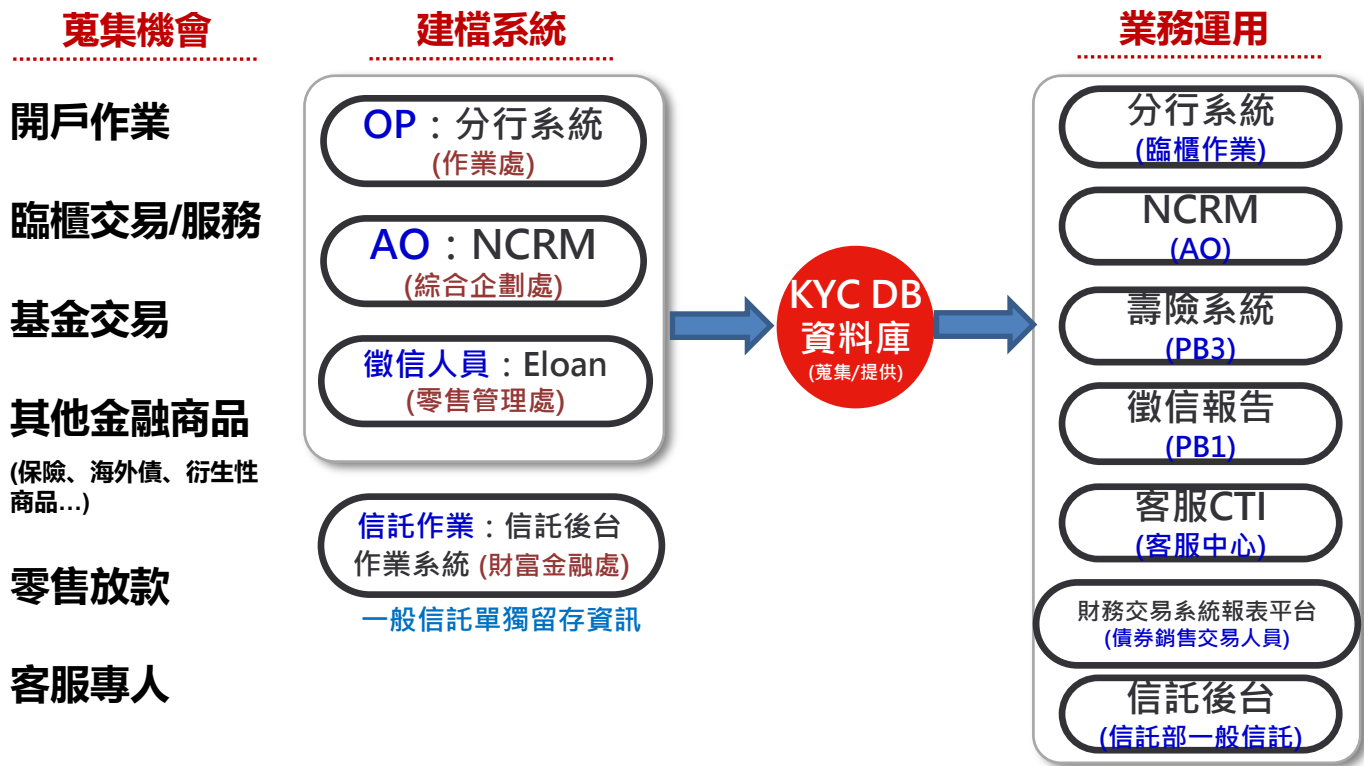 蒐集機會
開戶作業
臨櫃交易/服務
基金交易
其他金融商品
(保險、海外債、衍生性
商品...)
零售放款
客服專人
建檔系統
OP：分行系統
(作業處)
AO：NCRM
(綜合企劃處)
徵信人員：Eloan
(零售管理處)
信託作業：信託後台
作業系統 (財富金融處)
一般信託單獨留存資訊
KYC DB
資料庫
(蒐集/提供)
業務運用
分行系統
(臨櫃作業)
NCRM
(AO)
壽險系統
(PB3)
徵信報告
(PB1)
客服CTI
(客服中心)
財務交易系統報表平台
(債券銷售交易人員)
信託後台
(信託部一般信託)